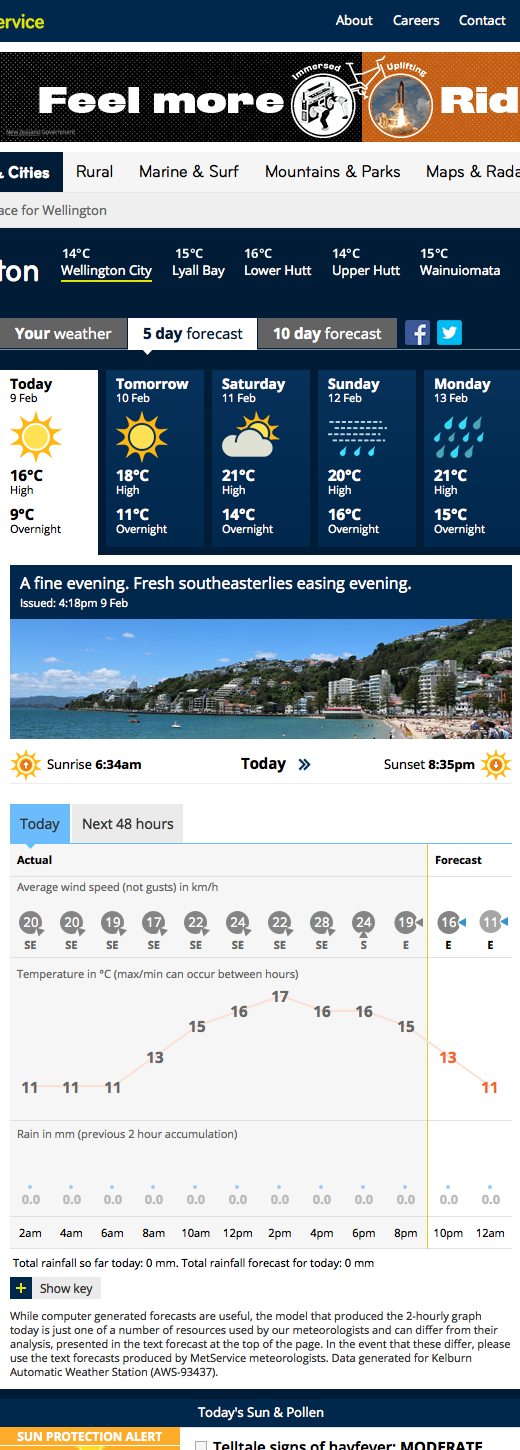 ervice
About Careers Contact
Feel more Immersed Uplifting Rid
New Zealand Government
& Cities Rural Marine & Surf Mountains & Parks Maps & Rada
ace for Wellington
14°C 15°C 16°C 14°C 15°C
ton Wellington City Lyall Bay Lower Hutt Upper Hutt Wainuiomata
Your weather 5 day forecast 10 day forecast
Today Tomorrow Saturday Sunday Monday
9 Feb 10 Feb 11 Feb 12 Feb 13 Feb
16°C 18°C 21°C 20°C 21°C
High High High High High
9°C 11°C 14°C 16°C 15°C
Overnight Overnight Overnight Overnight Overnight
A fine evening. Fresh southeasterlies easing evening.
Issued: 4:18pm 9 Feb
Sunrise 6:34am Today » Sunset 8:35pm
Today Next 48 hours
Actual Forecast
Average wind speed (not gusts) in km/h
20 20 19 17 22 24 22 28 24 19 16 11
SE SE SE SE SE SE SE SE S E E E
Temperature in °C (max/min can occur between hours)
11 11 11 13 15 16 17 16 16 15 13 11
Rain in mm (previous 2 hour accumulation)
0.0 0.0 0.0 0.0 0.0 0.0 0.0 0.0 0.0 0.0 0.0 0.0
2am 4am 6am 8am 10am 12pm 2pm 4pm 6pm 8pm 10pm 12am
Total rainfall so far today: 0 mm. Total rainfall forecast for today: 0 mm
+ Show key
While computer generated forecasts are useful, the model that produced the 2-hourly graph
today is just one of a number of resources used by our meteorologists and can differ from their
analysis, presented in the text forecast at the top of the page. In the event that these differ, please
use the text forecasts produced by MetService meteorologists. Data generated for Kelburn
Automatic Weather Station (AWS-93437).
Today's Sun & Pollen
SUN PROTECTION ALERT
Telltale signs of hayfever: MODERATE